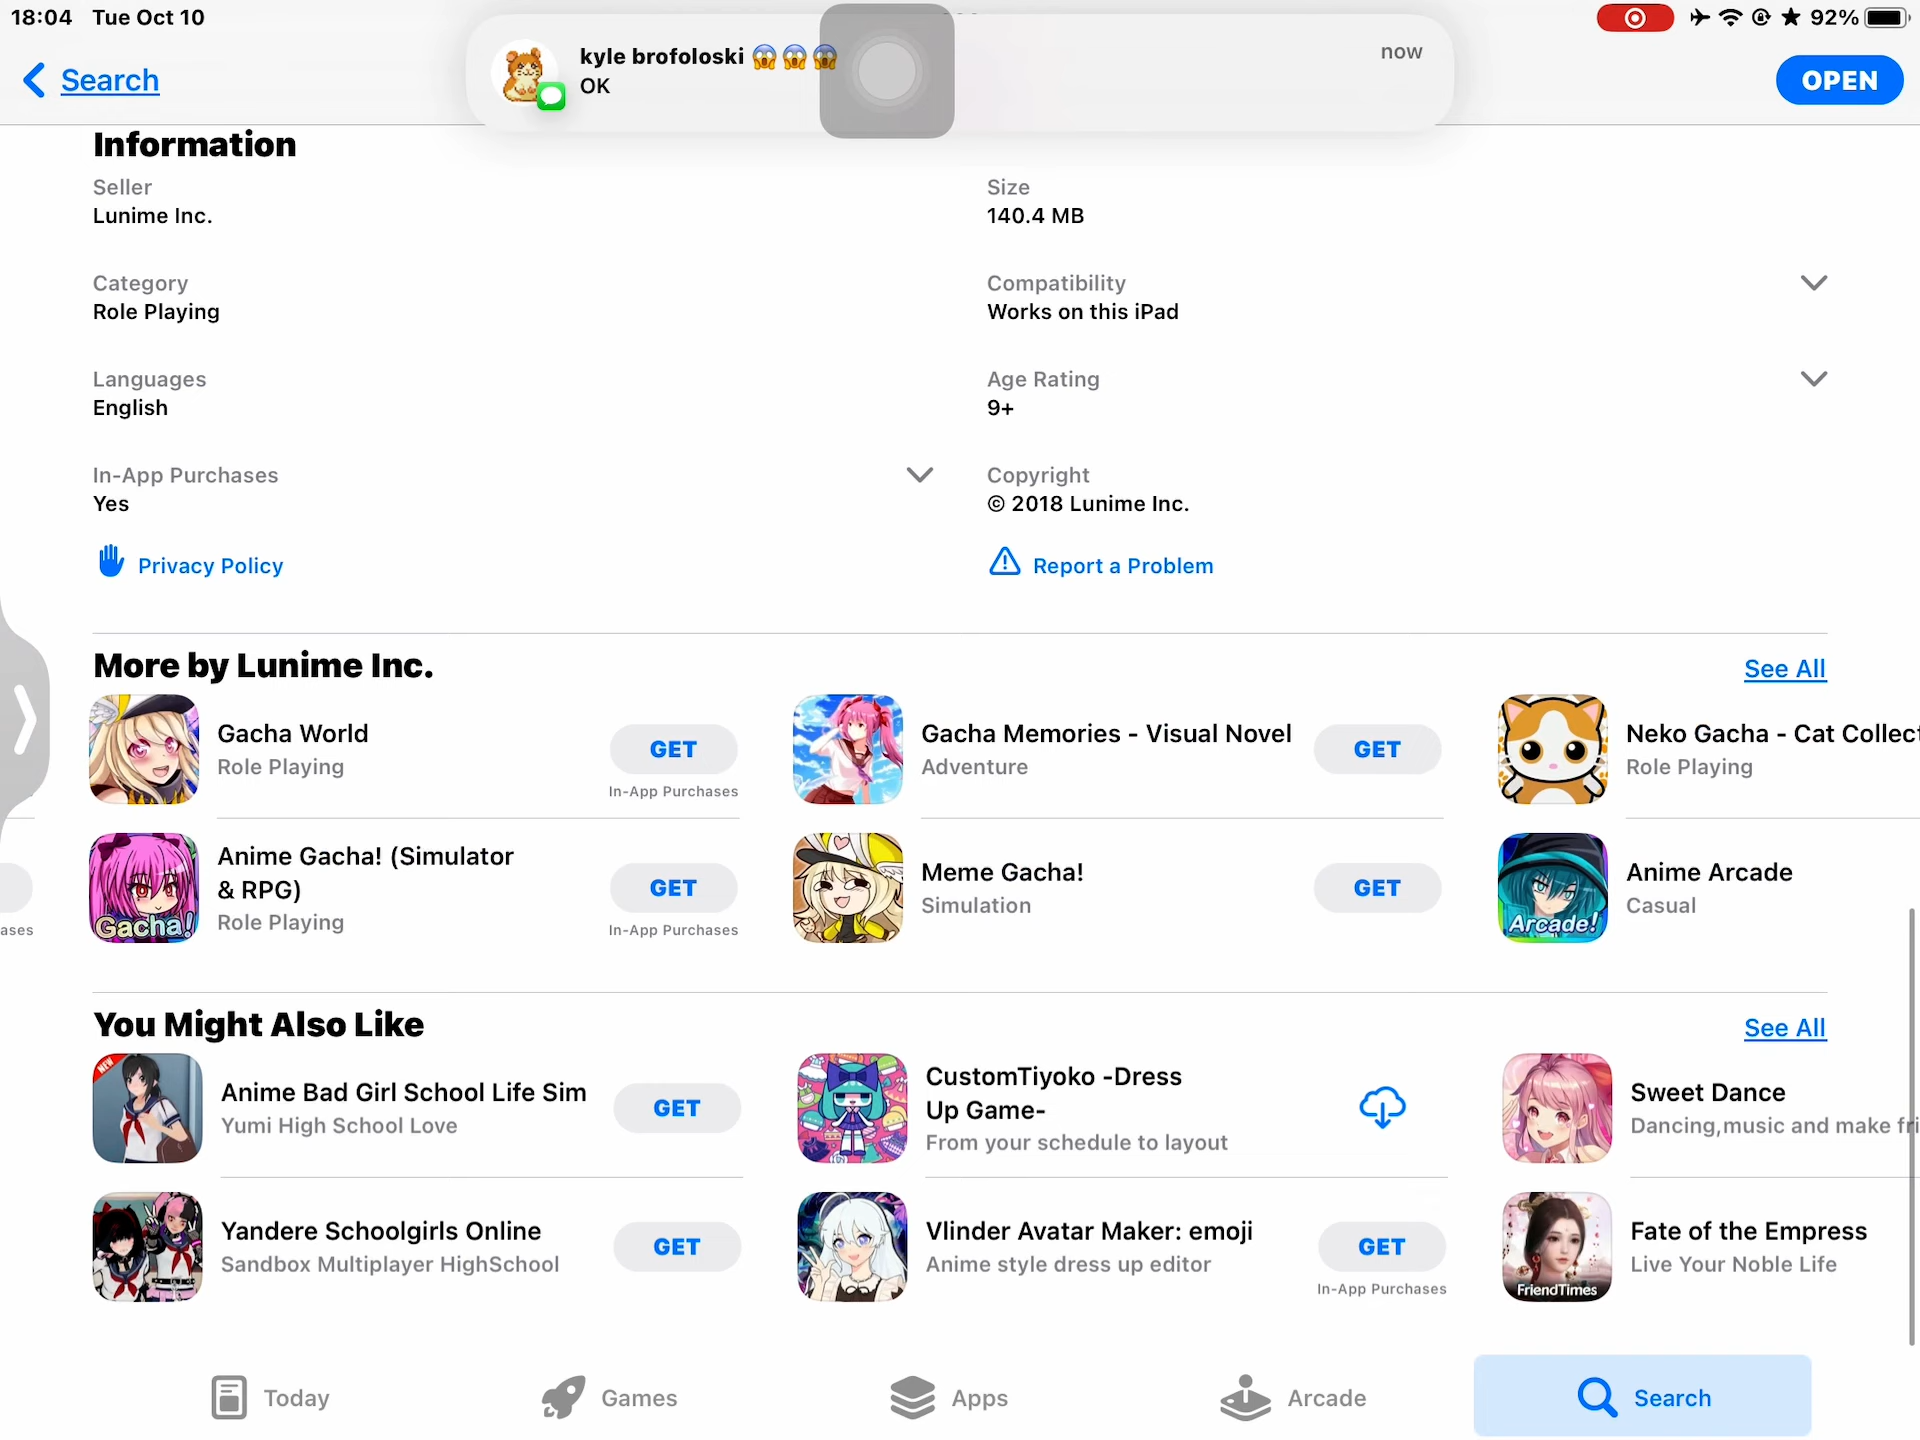 18:04 Tue Oct 10
92%
kyle brofoloski 😱😱😱
OK
now
Search
OPEN
Information
Seller
Lunime Inc.
Size
140.4 MB
Category
Role Playing
Compatibility
Works on this iPad
Languages
English
Age Rating
9+
In-App Purchases
Yes
Copyright
© 2018 Lunime Inc.
Privacy Policy
Report a Problem
More by Lunime Inc.
See All
Gacha World
Role Playing
GET
In-App Purchases
Gacha Memories - Visual Novel
Adventure
GET
Neko Gacha - Cat Collect
Role Playing
ases
Gacha!
Anime Gacha! (Simulator
& RPG)
Role Playing
GET
In-App Purchases
Meme Gacha!
Simulation
GET
Arcade!
Anime Arcade
Casual
You Might Also Like
See All
NEW
Anime Bad Girl School Life Sim
Yumi High School Love
GET
CustomTiyoko -Dress
Up Game-
From your schedule to layout
Sweet Dance
Dancing,music and make fri
Yandere Schoolgirls Online
Sandbox Multiplayer HighSchool
GET
Vlinder Avatar Maker: emoji
Anime style dress up editor
GET
In-App Purchases
FriendTimes
Fate of the Empress
Live Your Noble Life
Today
Games
Apps
Arcade
Search